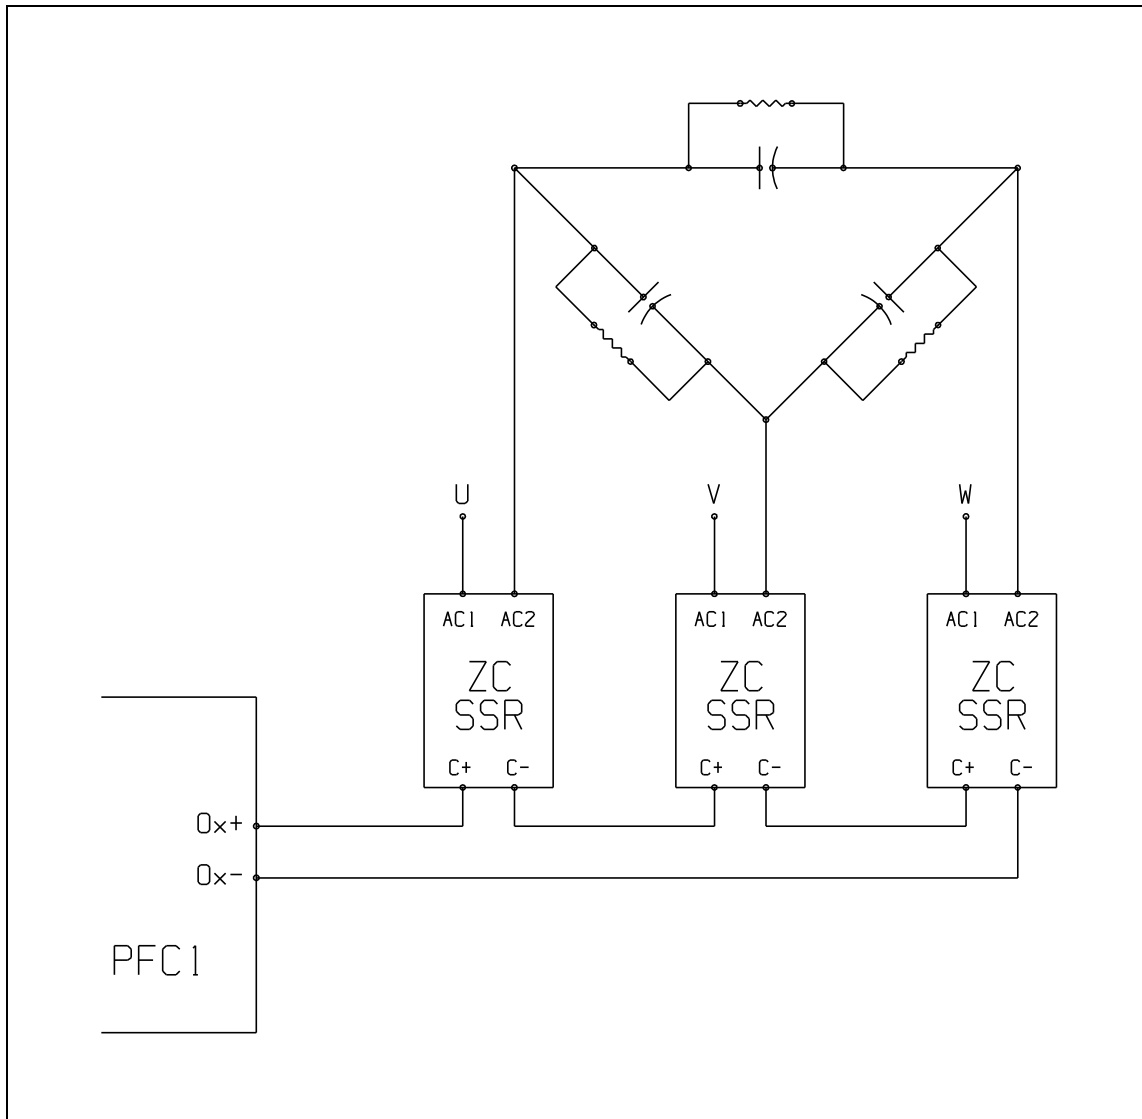 U V W
AC1 AC2 AC1 AC2 AC1 AC2
ZC ZC ZC
SSR SSR SSR
C+ C- C+ C- C+ C-
Ox+
Ox-
PFC1